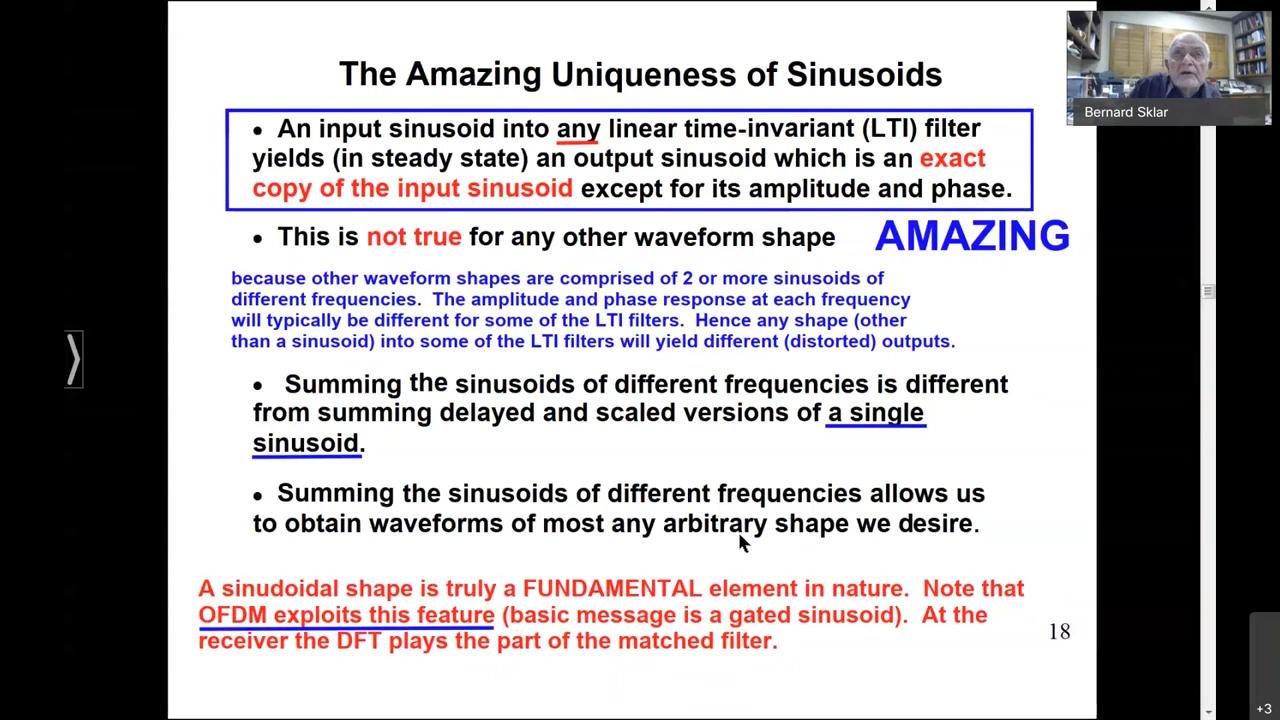 The Amazing Uniqueness of Sinusoids
• An input sinusoid into any linear time-invariant (LTI) filter
yields (in steady state) an output sinusoid which is an exact
copy of the input sinusoid except for its amplitude and phase.
• This is not true for any other waveform shape
AMAZING
because other waveform shapes are comprised of 2 or more sinusoids of
different frequencies. The amplitude and phase response at each frequency
will typically be different for some of the LTI filters. Hence any shape (other
than a sinusoid) into some of the LTI filters will yield different (distorted) outputs.
• Summing the sinusoids of different frequencies is different
from summing delayed and scaled versions of a single
sinusoid.
• Summing the sinusoids of different frequencies allows us
to obtain waveforms of most any arbitrary shape we desire.
A sinudoidal shape is truly a FUNDAMENTAL element in nature. Note that
OFDM exploits this feature (basic message is a gated sinusoid). At the
receiver the DFT plays the part of the matched filter.
18
Bernard Sklar
+3